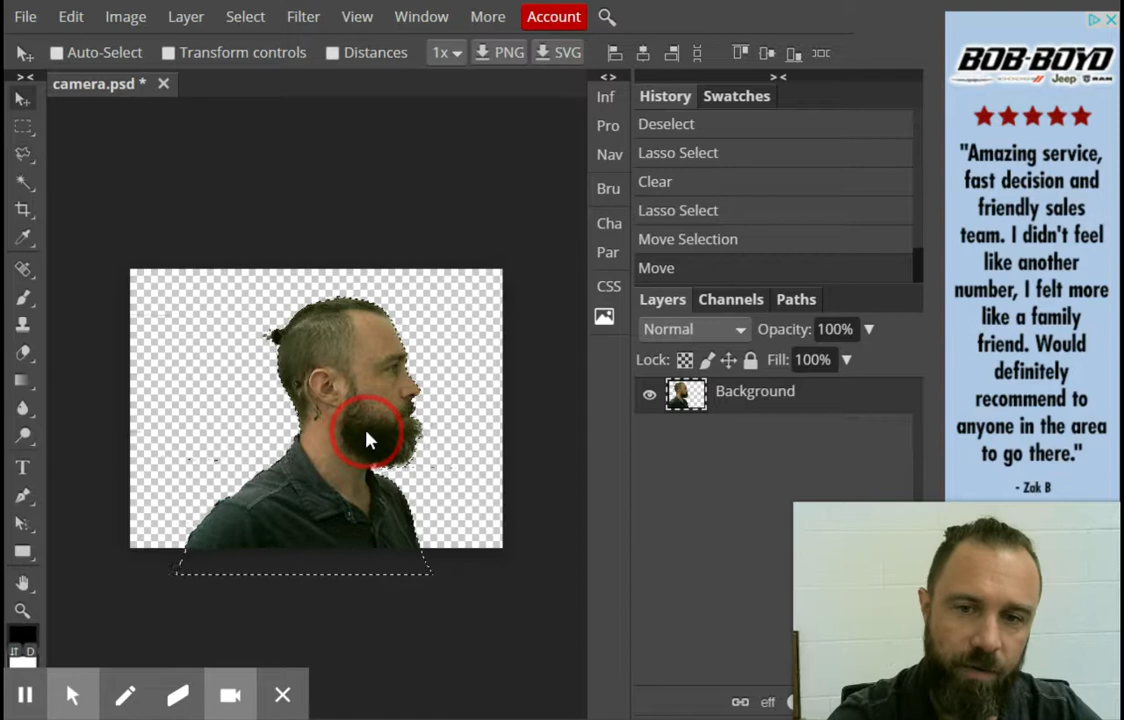 File Edit Image Layer Select Filter View Window More Account
Auto-Select Transform controls Distances 1x PNG SVG
> < < > > <
camera.psd *
Inf
Pro
Nav
Bru
Cha
Par
CSS
History Swatches
Deselect
Lasso Select
Clear
Lasso Select
Move Selection
Move
Layers Channels Paths
Normal Opacity: 100%
Lock: Fill: 100%
Background
eff
T
D
BOB-BOYD
Jeep RAM
"Amazing service,
fast decision and
friendly sales
team. I didn't feel
like another
number, I felt more
like a family
friend. Would
definitely
recommend to
anyone in the area
to go there."
- Zak B